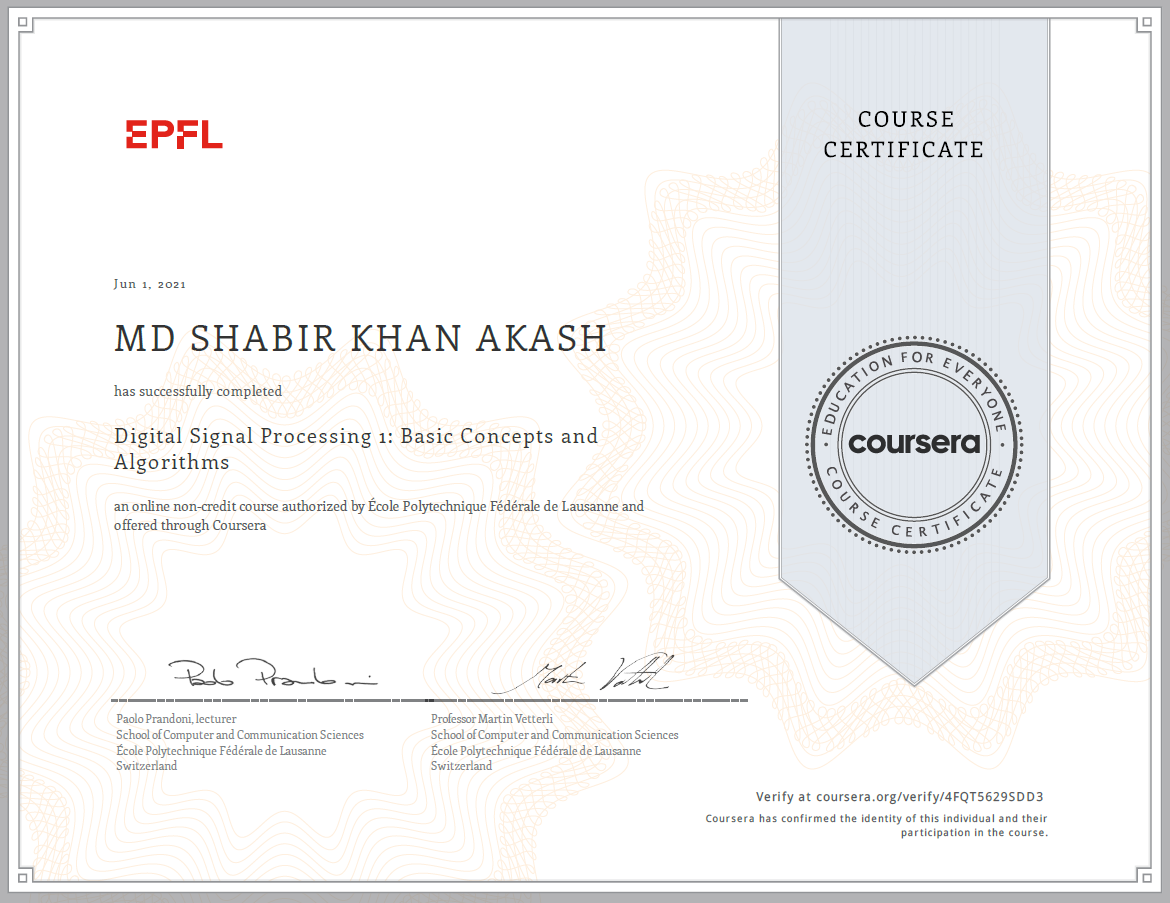 EPFL
COURSE
CERTIFICATE
Jun 1, 2021
MD SHABIR KHAN AKASH
has successfully completed
Digital Signal Processing 1: Basic Concepts and
Algorithms
an online non-credit course authorized by École Polytechnique Fédérale de Lausanne and
offered through Coursera
EDUCATION FOR EVERYONE
coursera
COURSE CERTIFICATE
Paolo Prandoni
Martin Vetterli
Paolo Prandoni, lecturer
School of Computer and Communication Sciences
École Polytechnique Fédérale de Lausanne
Switzerland
Professor Martin Vetterli
School of Computer and Communication Sciences
École Polytechnique Fédérale de Lausanne
Switzerland
Verify at coursera.org/verify/4FQT5629SDD3
Coursera has confirmed the identity of this individual and their
participation in the course.